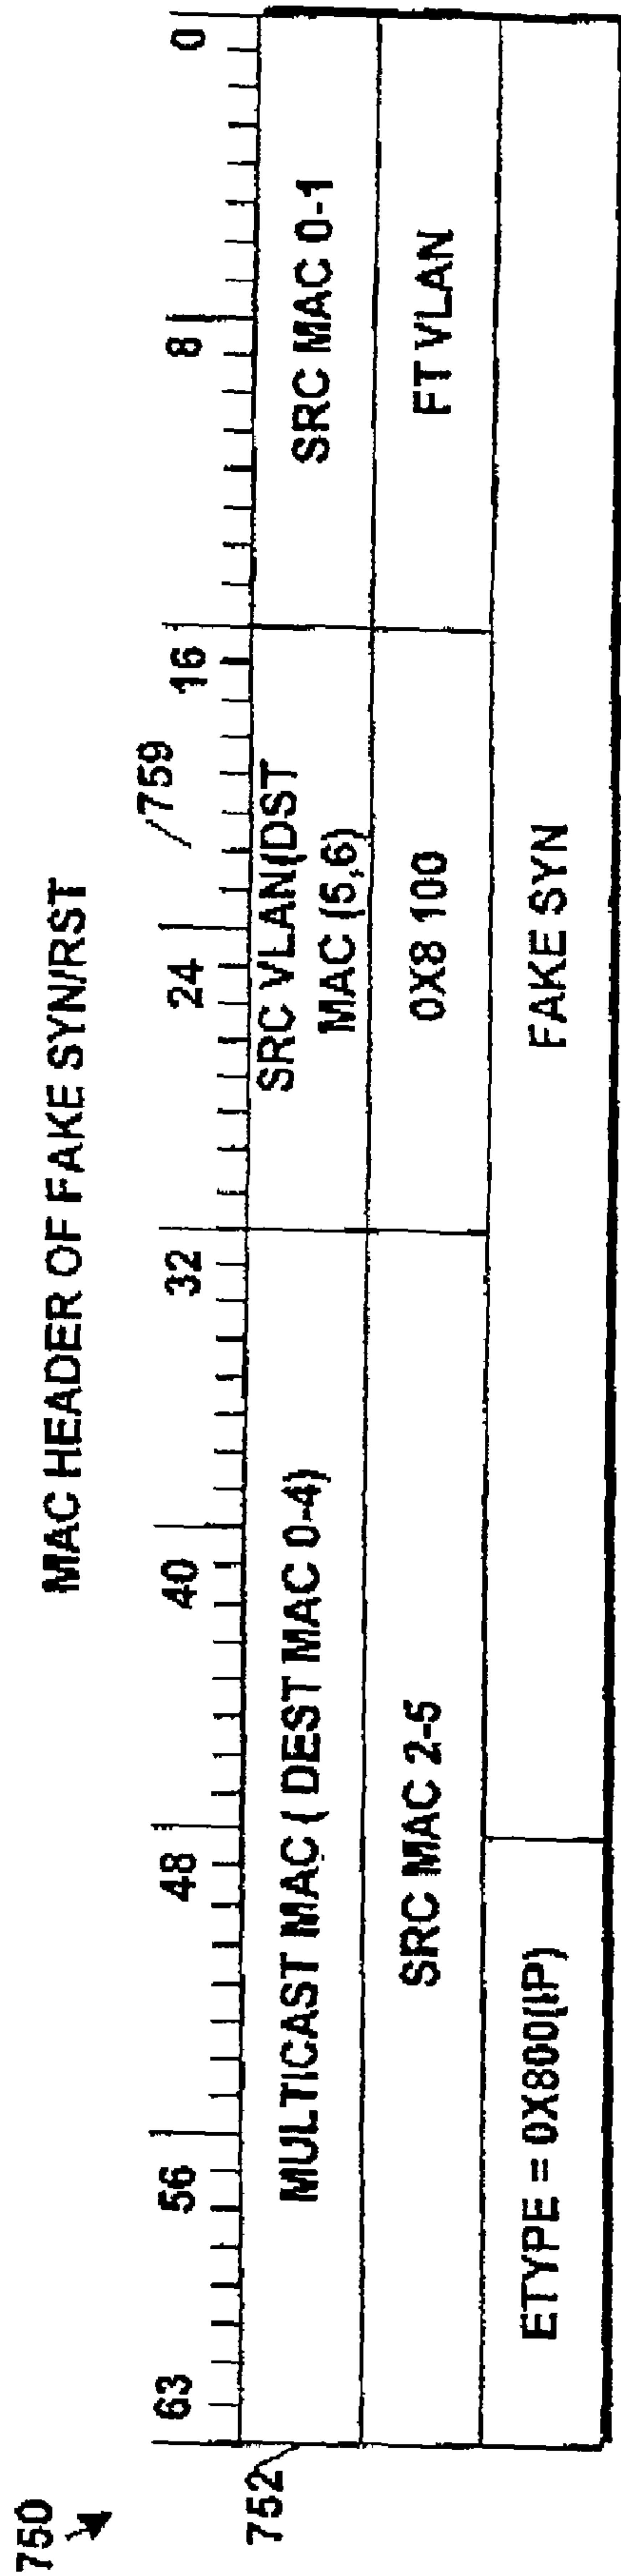 750
MAC HEADER OF FAKE SYN/RST
759
63 56 48 40 32 24 16 8 0
752
MULTICAST MAC ( DEST MAC 0-4)
SRC VLAN(DST
MAC (5,6)
SRC MAC 0-1
SRC MAC 2-5
0X8 100
FT VLAN
ETYPE = 0X800(IP)
FAKE SYN